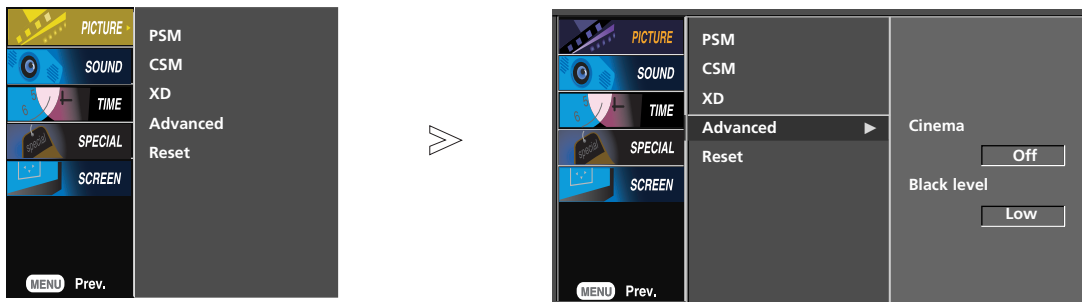 PICTURE
SOUND
TIME
SPECIAL
SCREEN
MENU Prev.
PSM
CSM
XD
Advanced
Reset
>
PICTURE
SOUND
TIME
SPECIAL
SCREEN
MENU Prev.
PSM
CSM
XD
Advanced ▶
Reset
Cinema
Off
Black level
Low